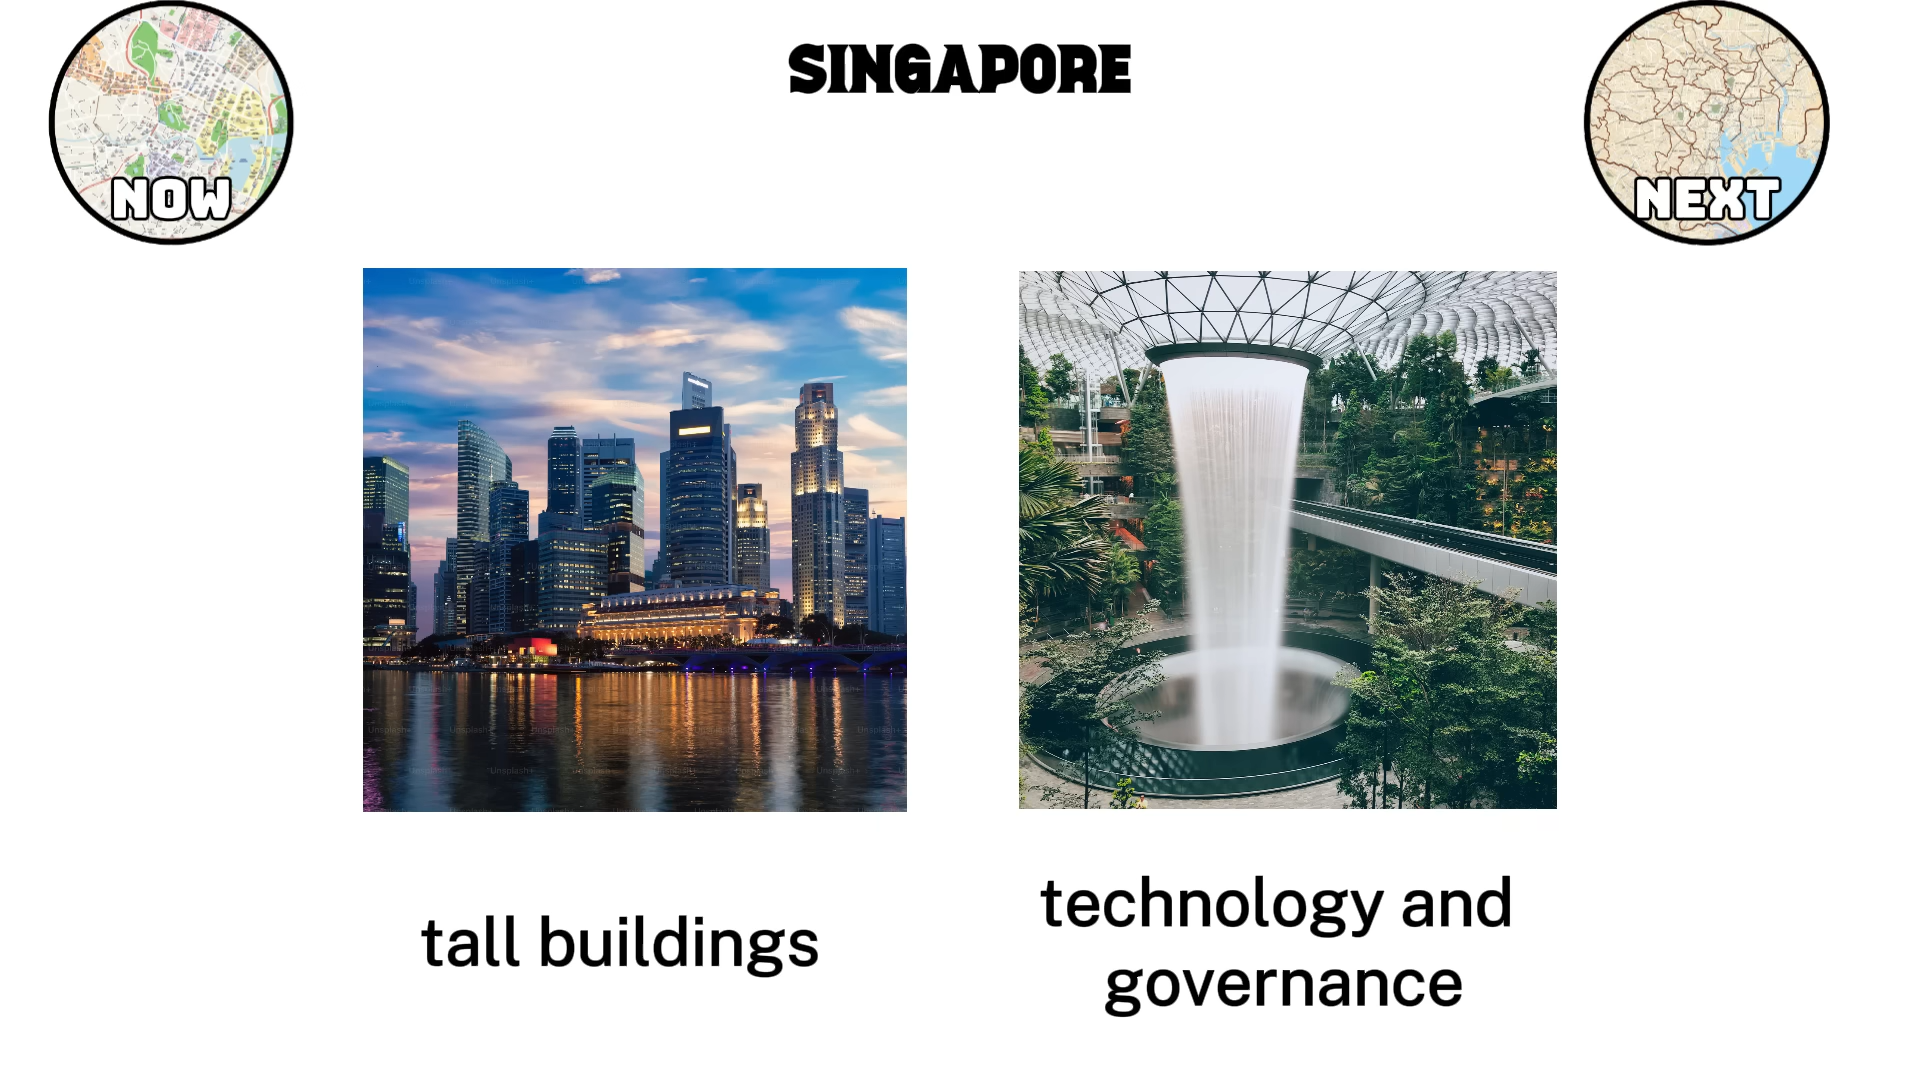 SINGAPORE
NOW
NEXT
tall buildings
technology and
governance